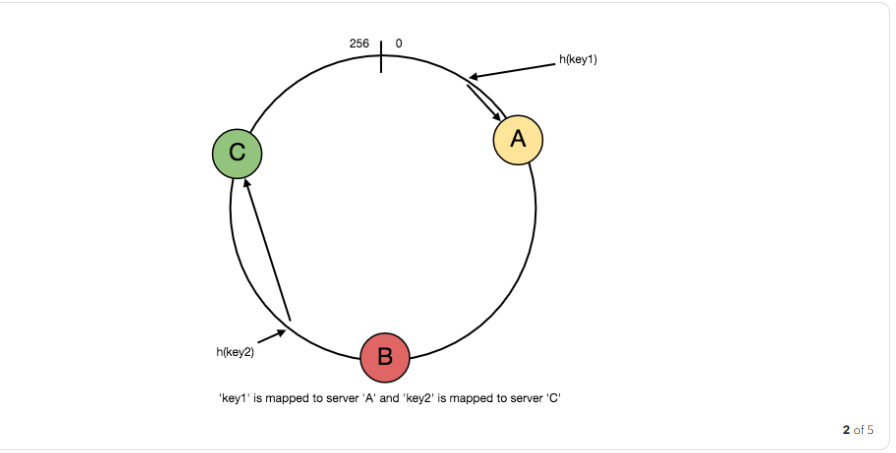 256 0
h(key1)
A
C
h(key2)
B
'key1' is mapped to server 'A' and 'key2' is mapped to server 'C'
2 of 5